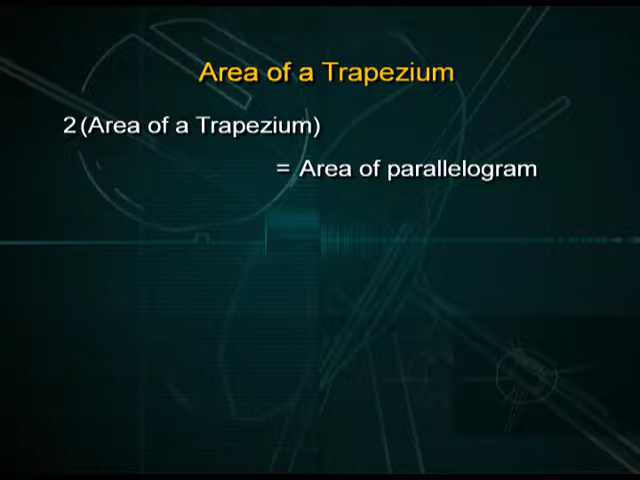 Area of a Trapezium
2 (Area of a Trapezium)
= Area of parallelogram